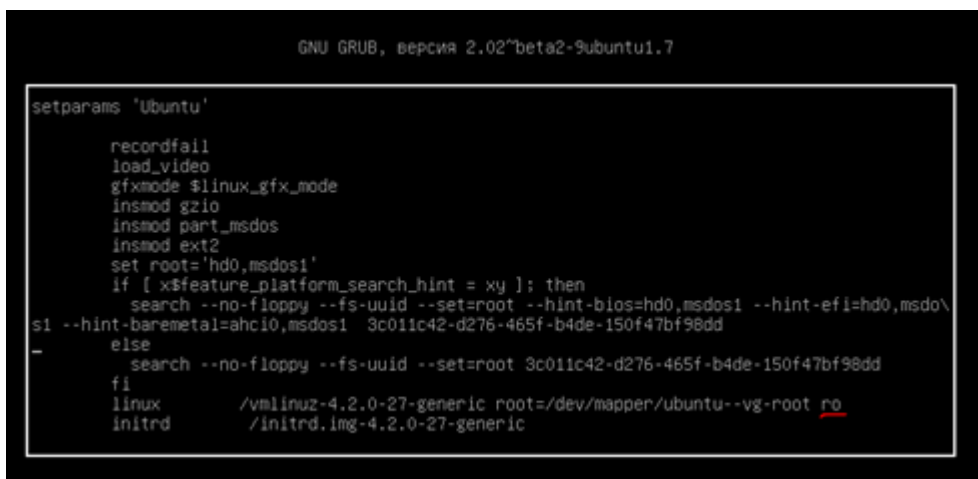 GNU GRUB, версия 2.02~beta2-9ubuntu1.7
setparams 'Ubuntu'
recordfail
load_video
gfxmode $linux_gfx_mode
insmod gzio
insmod part_msdos
insmod ext2
set root='hd0,msdos1'
if [ x$feature_platform_search_hint = xy ]; then
search --no-floppy --fs-uuid --set=root --hint-bios=hd0,msdos1 --hint-efi=hd0,msdo\
s1 --hint-baremetal=ahci0,msdos1 3c011c42-d276-465f-b4de-150f47bf98dd
else
search --no-floppy --fs-uuid --set=root 3c011c42-d276-465f-b4de-150f47bf98dd
fi
linux /vmlinuz-4.2.0-27-generic root=/dev/mapper/ubuntu--vg-root ro
initrd /initrd.img-4.2.0-27-generic